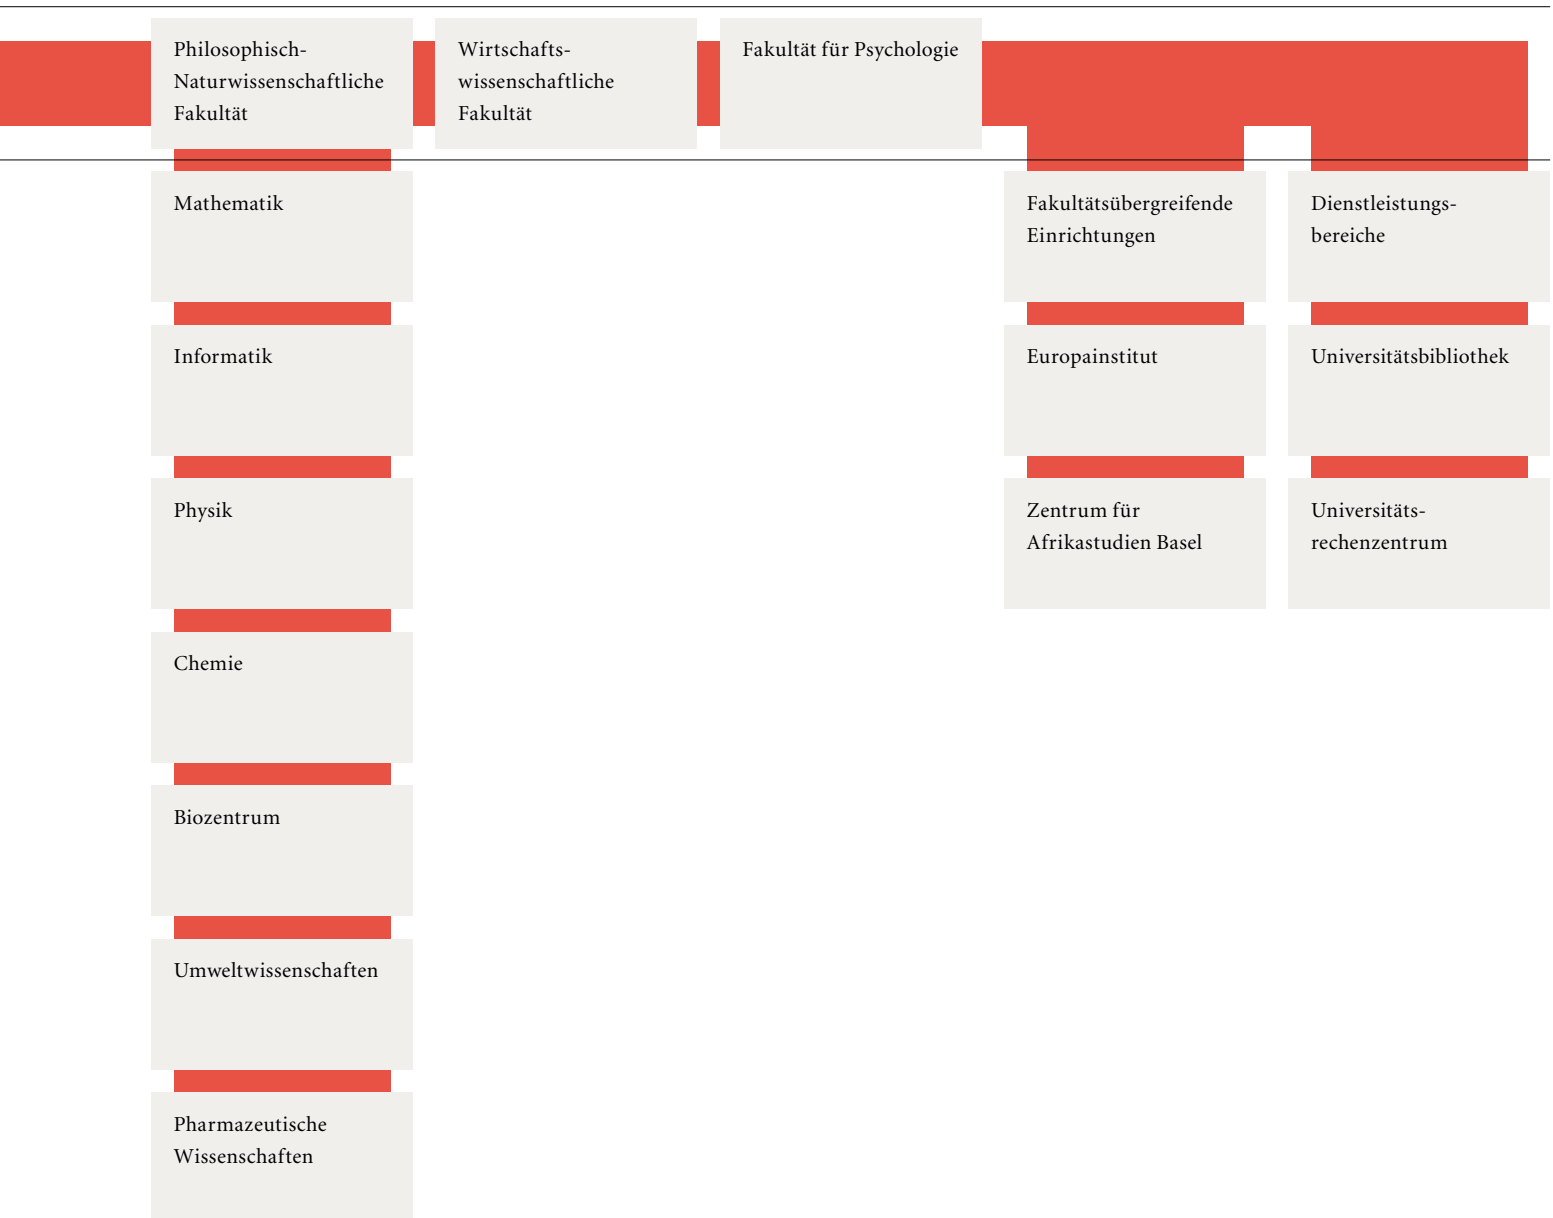 Philosophisch-
Naturwissenschaftliche
Fakultät
Wirtschafts-
wissenschaftliche
Fakultät
Fakultät für Psychologie
Mathematik
Informatik
Physik
Chemie
Biozentrum
Umweltwissenschaften
Pharmazeutische
Wissenschaften
Fakultätsübergreifende
Einrichtungen
Europainstitut
Zentrum für
Afrikastudien Basel
Dienstleistungs-
bereiche
Universitätsbibliothek
Universitäts-
rechenzentrum